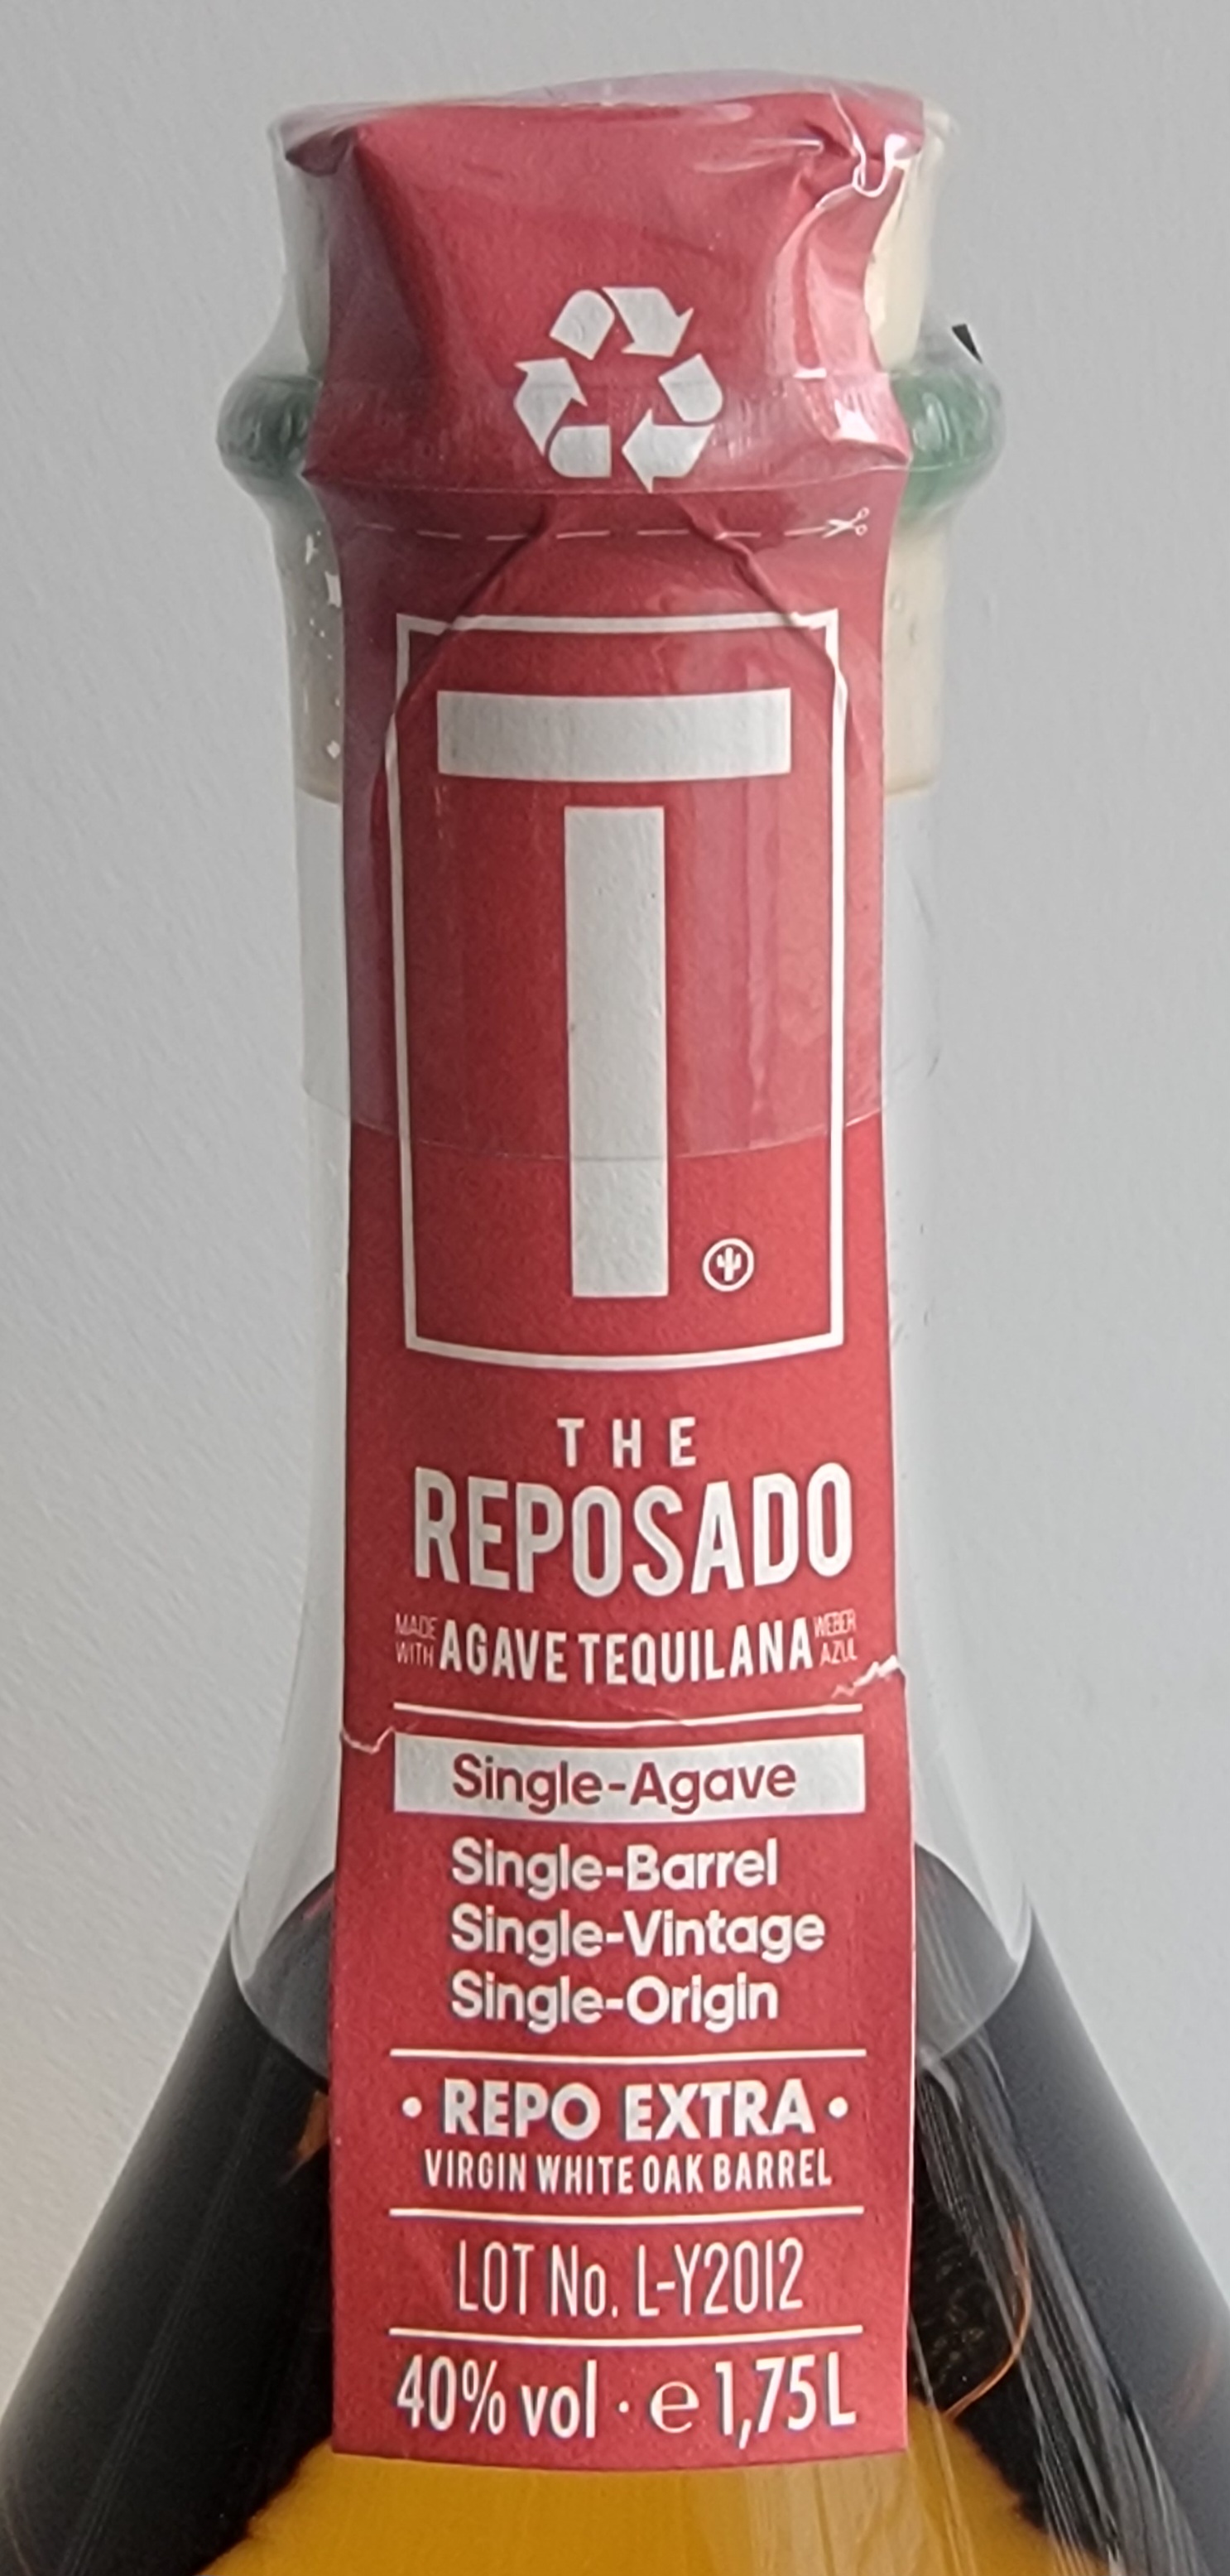 T
THE
REPOSADO
MADE WITH AGAVE TEQUILANA WEBER AZUL
Single-Agave
Single-Barrel
Single-Vintage
Single-Origin
• REPO EXTRA •
VIRGIN WHITE OAK BARREL
LOT No. L-Y2012
40% vol · e 1,75L